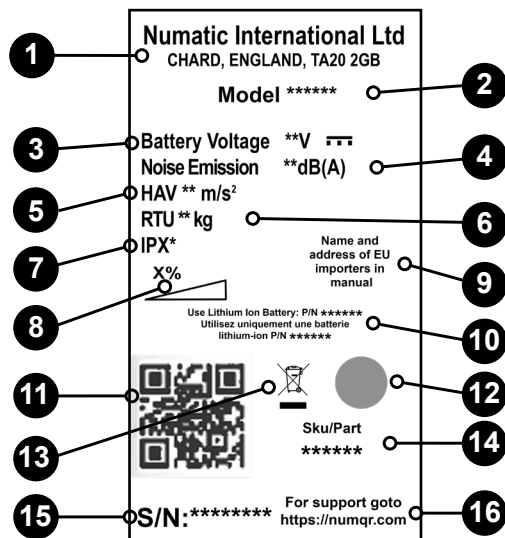 Numatic International Ltd
1
CHARD, ENGLAND, TA20 2GB
2
Model ******
3
Battery Voltage **V
Noise Emission **dB(A)
4
5
HAV ** m/s²
RTU ** kg
6
7
IPX*
Name and
address of EU
importers in
manual
9
X%
8
Use Lithium Ion Battery: P/N ******
Utilisez uniquement une batterie
lithium-ion P/N ******
10
11
12
13
Sku/Part
14
******
15
S/N:********
For support goto
https://numqr.com
16